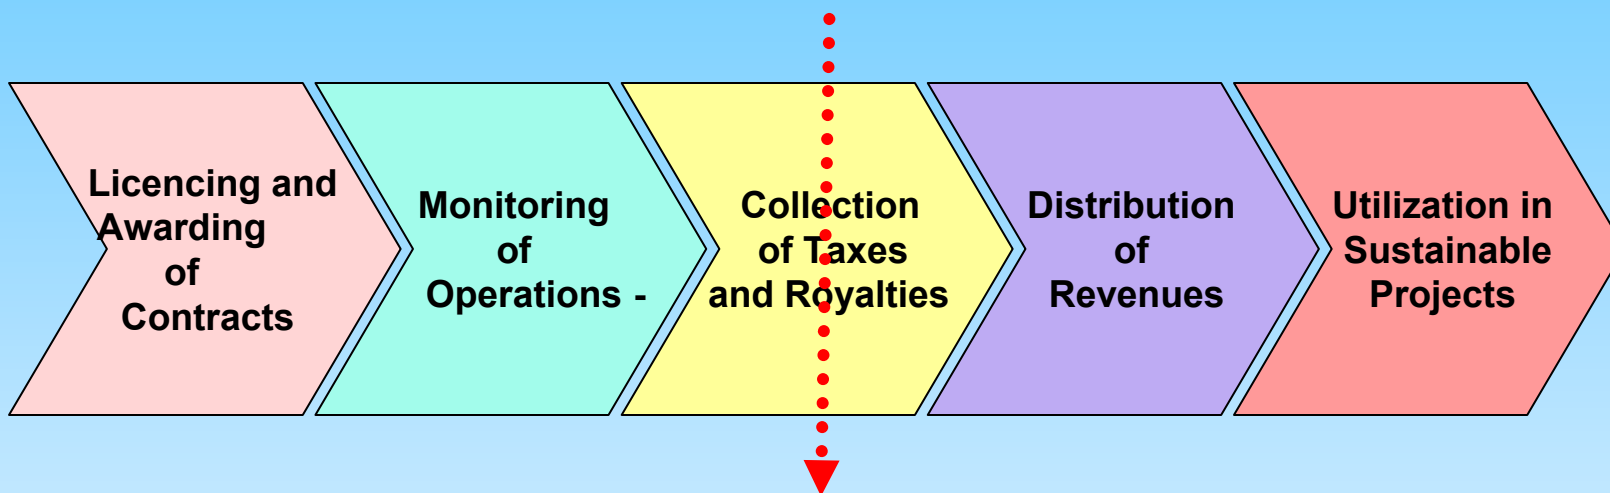 Licencing and
Awarding
of
Contracts
Monitoring
of
Operations -
Collection
of Taxes
and Royalties
Distribution
of
Revenues
Utilization in
Sustainable
Projects